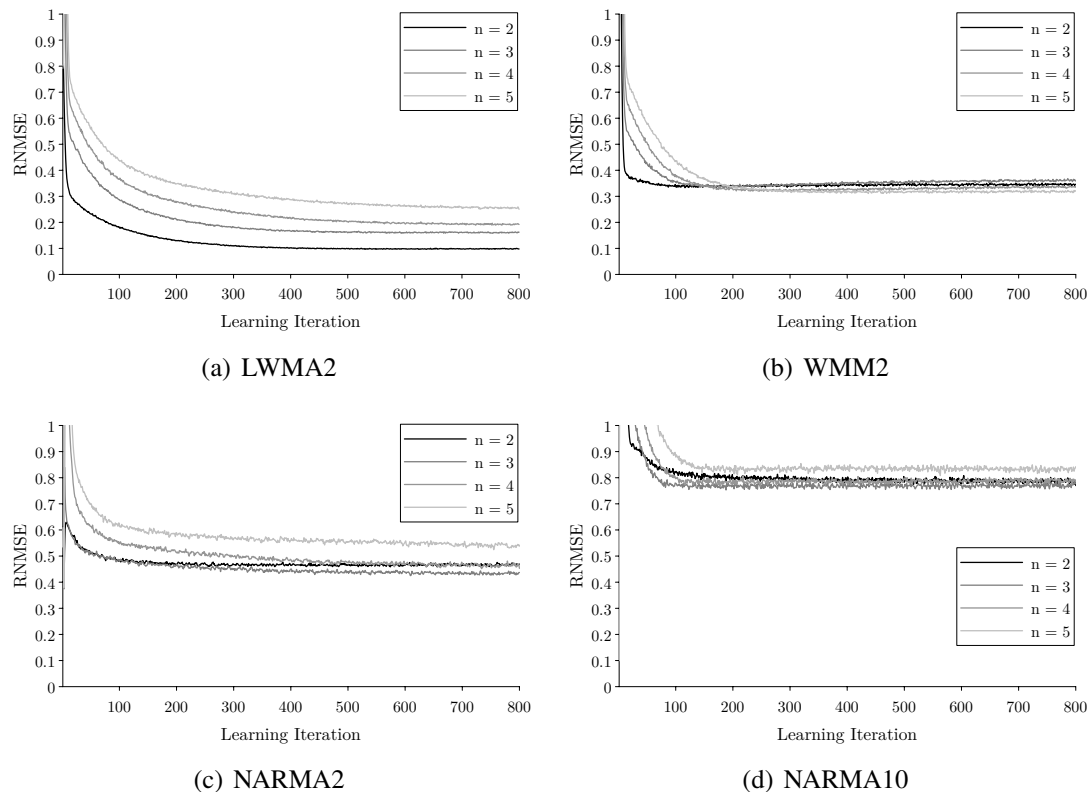 1
0.9
0.8
0.7
0.6
0.5
0.4
0.3
0.2
0.1
0
RNMSE
100 200 300 400 500 600 700 800
Learning Iteration
n = 2
n = 3
n = 4
n = 5
(a) LWMA2
1
0.9
0.8
0.7
0.6
0.5
0.4
0.3
0.2
0.1
0
RNMSE
100 200 300 400 500 600 700 800
Learning Iteration
n = 2
n = 3
n = 4
n = 5
(b) WMM2
1
0.9
0.8
0.7
0.6
0.5
0.4
0.3
0.2
0.1
0
RNMSE
100 200 300 400 500 600 700 800
Learning Iteration
n = 2
n = 3
n = 4
n = 5
(c) NARMA2
1
0.9
0.8
0.7
0.6
0.5
0.4
0.3
0.2
0.1
0
RNMSE
100 200 300 400 500 600 700 800
Learning Iteration
n = 2
n = 3
n = 4
n = 5
(d) NARMA10